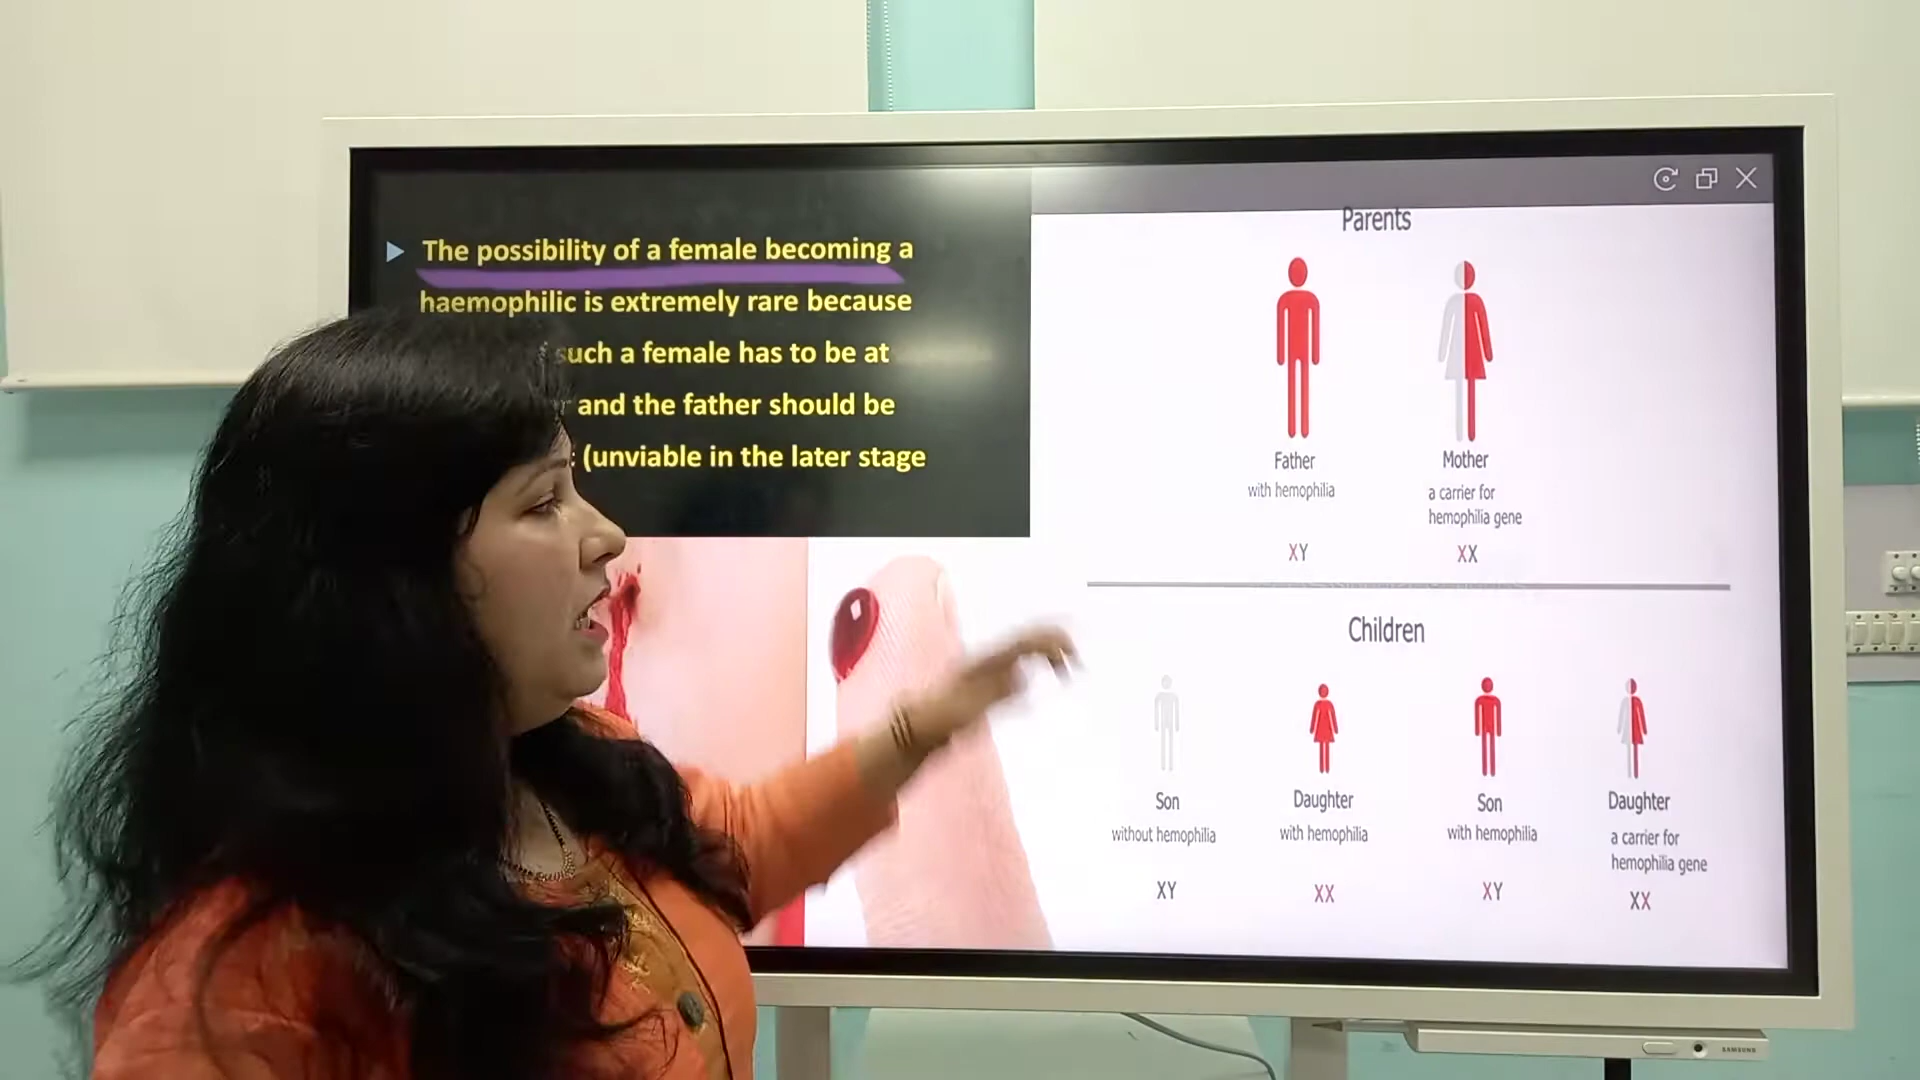 The possibility of a female becoming a
haemophilic is extremely rare because
such a female has to be at
and the father should be
(unviable in the later stage
Parents
Father
with hemophilia
XY
Mother
a carrier for
hemophilia gene
XX
Children
Son
without hemophilia
XY
Daughter
with hemophilia
XX
Son
with hemophilia
XY
Daughter
a carrier for
hemophilia gene
XX
SAMSUNG